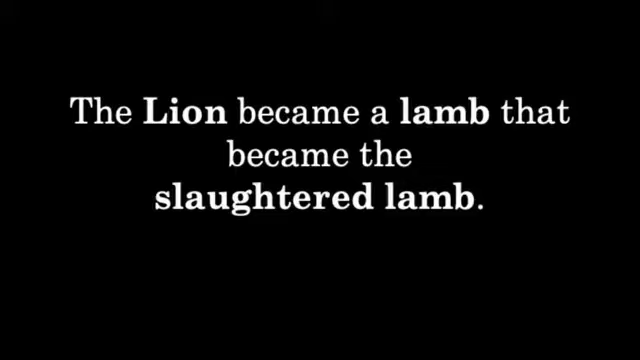 The Lion became a lamb that
became the
slaughtered lamb.